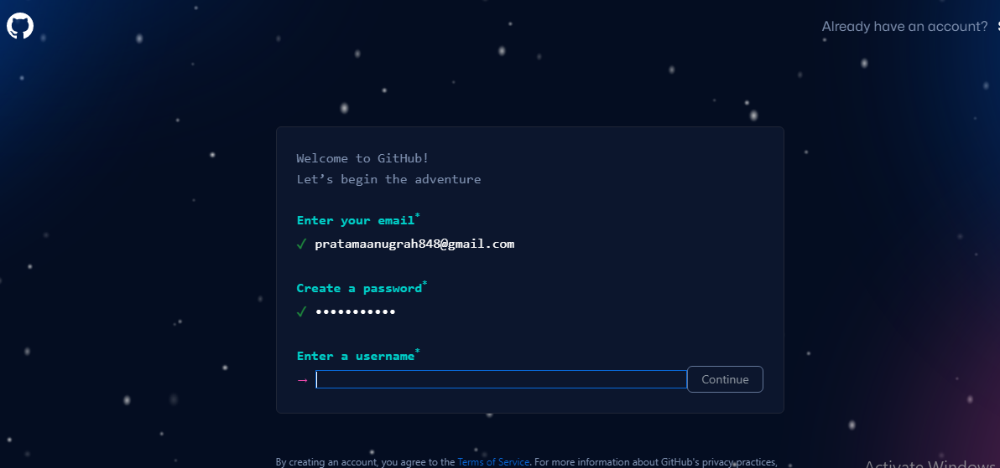 Already have an account?
Welcome to GitHub!
Let's begin the adventure
Enter your email*
✓ pratamaanugrah848@gmail.com
Create a password*
✓ •••••••••••
Enter a username*
→
Continue
By creating an account, you agree to the Terms of Service. For more information about GitHub's privacy practices,
Activate Windows